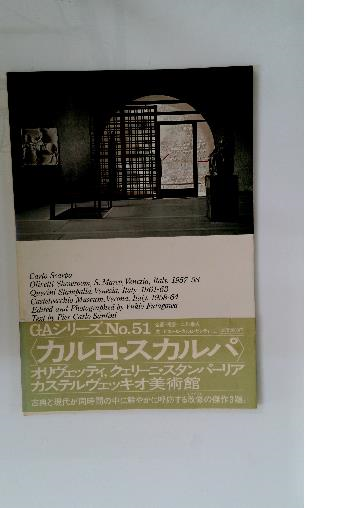 Carlo Scarpa
Olivetti Showroom, S. Marco, Venezia, Italy. 1957-58
Querini Stampalia, Venezia, Italy. 1961-63
Castelvecchio Museum, Verona, Italy. 1958-64
Edited and Photographed by Yukio Futagawa
Text by Pier Carlo Santini
GAシリーズ No.51
〈カルロ・スカルパ〉
オリヴェッティ、クェリーニ・スタンパーリア
カステルヴェッキオ美術館
古典と現代が同時間の中に鮮やかに呼応する改修の傑作3題。